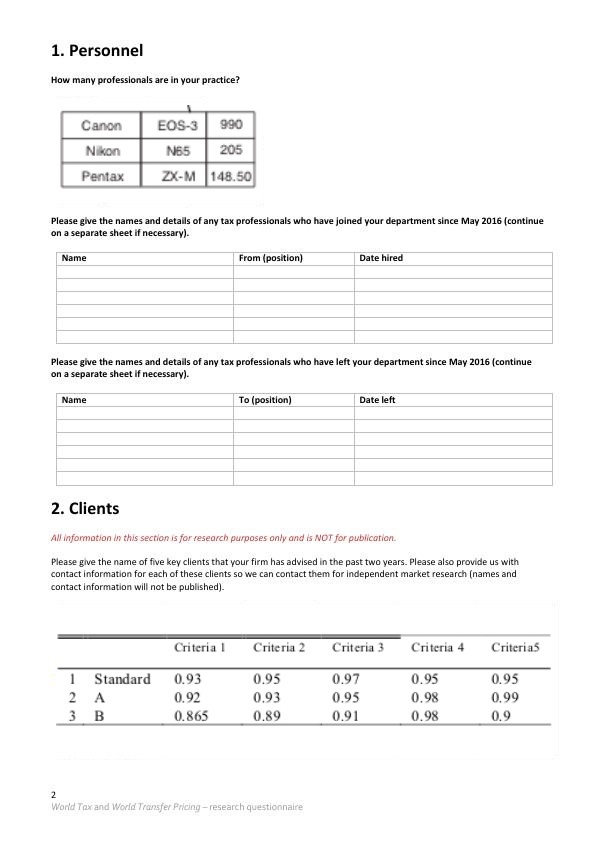 1. Personnel
How many professionals are in your practice?
Canon EOS-3 990
Nikon N65 205
Pentax ZX-M 148.50
Please give the names and details of any tax professionals who have joined your department since May 2016 (continue
on a separate sheet if necessary).
Name From (position) Date hired
Please give the names and details of any tax professionals who have left your department since May 2016 (continue
on a separate sheet if necessary).
Name To (position) Date left
2. Clients
All information in this section is for research purposes only and is NOT for publication.
Please give the name of five key clients that your firm has advised in the past two years. Please also provide us with
contact information for each of these clients so we can contact them for independent market research (names and
contact information will not be published).
Criteria 1 Criteria 2 Criteria 3 Criteria 4 Criteria5
1 Standard 0.93 0.95 0.97 0.95 0.95
2 A 0.92 0.93 0.95 0.98 0.99
3 B 0.865 0.89 0.91 0.98 0.9
2
World Tax and World Transfer Pricing – research questionnaire